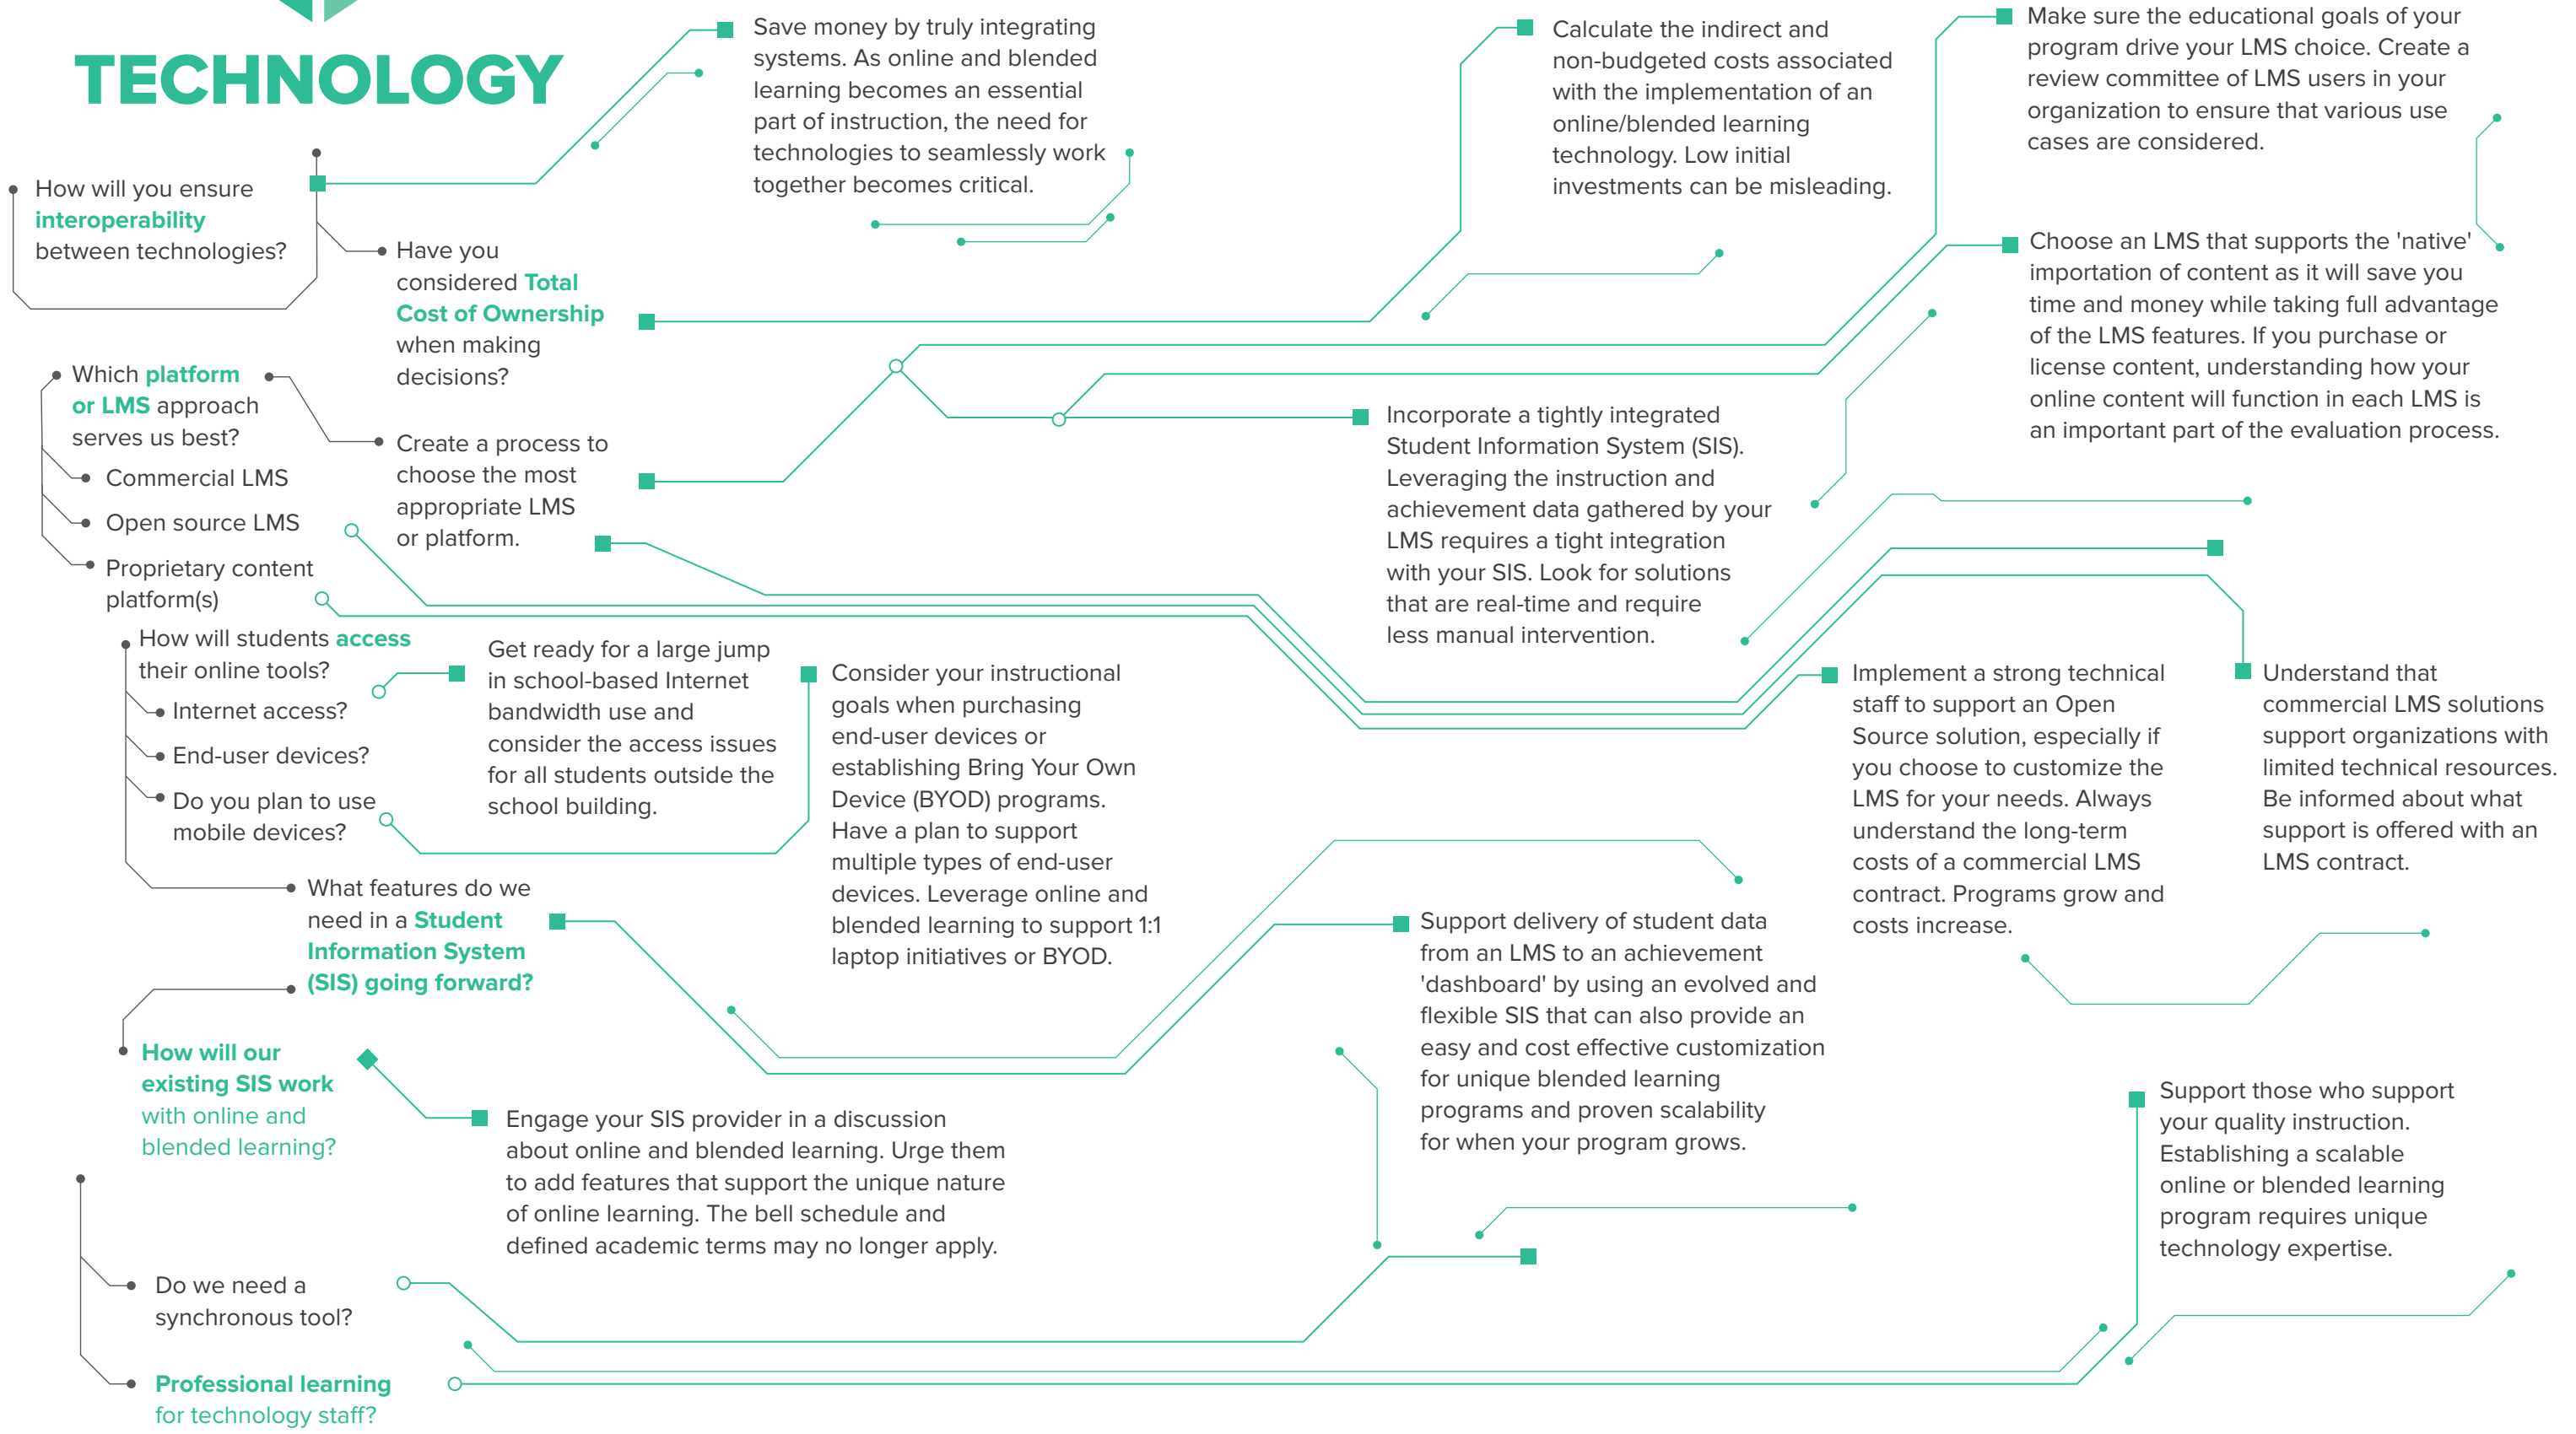 TECHNOLOGY
How will you ensure
interoperability
between technologies?
Save money by truly integrating
systems. As online and blended
learning becomes an essential
part of instruction, the need for
technologies to seamlessly work
together becomes critical.
Have you
considered Total
Cost of Ownership
when making
decisions?
Calculate the indirect and
non-budgeted costs associated
with the implementation of an
online/blended learning
technology. Low initial
investments can be misleading.
Make sure the educational goals of your
program drive your LMS choice. Create a
review committee of LMS users in your
organization to ensure that various use
cases are considered.
Choose an LMS that supports the 'native'
importation of content as it will save you
time and money while taking full advantage
of the LMS features. If you purchase or
license content, understanding how your
online content will function in each LMS is
an important part of the evaluation process.
Which platform
or LMS approach
serves us best?
Commercial LMS
Open source LMS
Proprietary content
platform(s)
Create a process to
choose the most
appropriate LMS
or platform.
Incorporate a tightly integrated
Student Information System (SIS).
Leveraging the instruction and
achievement data gathered by your
LMS requires a tight integration
with your SIS. Look for solutions
that are real-time and require
less manual intervention.
How will students access
their online tools?
Internet access?
End-user devices?
Do you plan to use
mobile devices?
Get ready for a large jump
in school-based Internet
bandwidth use and
consider the access issues
for all students outside the
school building.
Consider your instructional
goals when purchasing
end-user devices or
establishing Bring Your Own
Device (BYOD) programs.
Have a plan to support
multiple types of end-user
devices. Leverage online and
blended learning to support 1:1
laptop initiatives or BYOD.
Implement a strong technical
staff to support an Open
Source solution, especially if
you choose to customize the
LMS for your needs. Always
understand the long-term
costs of a commercial LMS
contract. Programs grow and
costs increase.
Understand that
commercial LMS solutions
support organizations with
limited technical resources.
Be informed about what
support is offered with an
LMS contract.
What features do we
need in a Student
Information System
(SIS) going forward?
Support delivery of student data
from an LMS to an achievement
'dashboard' by using an evolved and
flexible SIS that can also provide an
easy and cost effective customization
for unique blended learning
programs and proven scalability
for when your program grows.
How will our
existing SIS work
with online and
blended learning?
Engage your SIS provider in a discussion
about online and blended learning. Urge them
to add features that support the unique nature
of online learning. The bell schedule and
defined academic terms may no longer apply.
Support those who support
your quality instruction.
Establishing a scalable
online or blended learning
program requires unique
technology expertise.
Do we need a
synchronous tool?
Professional learning
for technology staff?